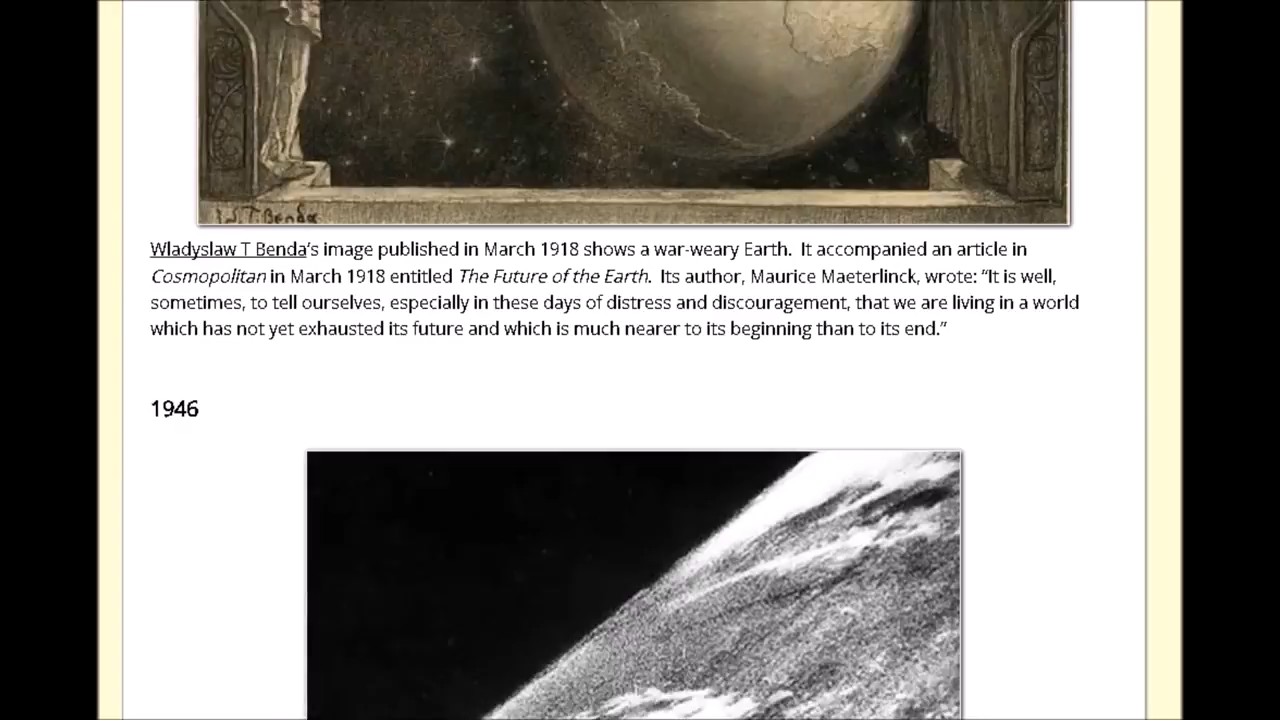 W.T. Benda
Wladyslaw T Benda's image published in March 1918 shows a war-weary Earth.  It accompanied an article in
Cosmopolitan in March 1918 entitled The Future of the Earth.  Its author, Maurice Maeterlinck, wrote: “It is well,
sometimes, to tell ourselves, especially in these days of distress and discouragement, that we are living in a world
which has not yet exhausted its future and which is much nearer to its beginning than to its end.”
1946